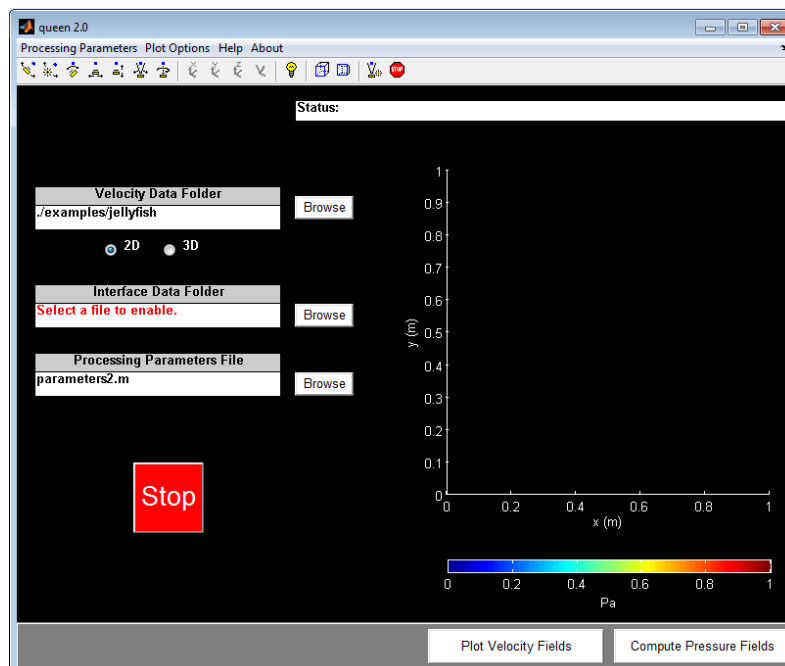 queen 2.0
Processing Parameters Plot Options Help About
STOP
Status:
Velocity Data Folder
./examples/jellyfish
Browse
2D 3D
Interface Data Folder
Select a file to enable.
Browse
Processing Parameters File
parameters2.m
Browse
Stop
1
0.9
0.8
0.7
0.6
0.5
0.4
0.3
0.2
0.1
0
y (m)
0 0.2 0.4 0.6 0.8 1
x (m)
0 0.2 0.4 0.6 0.8 1
Pa
Plot Velocity Fields Compute Pressure Fields